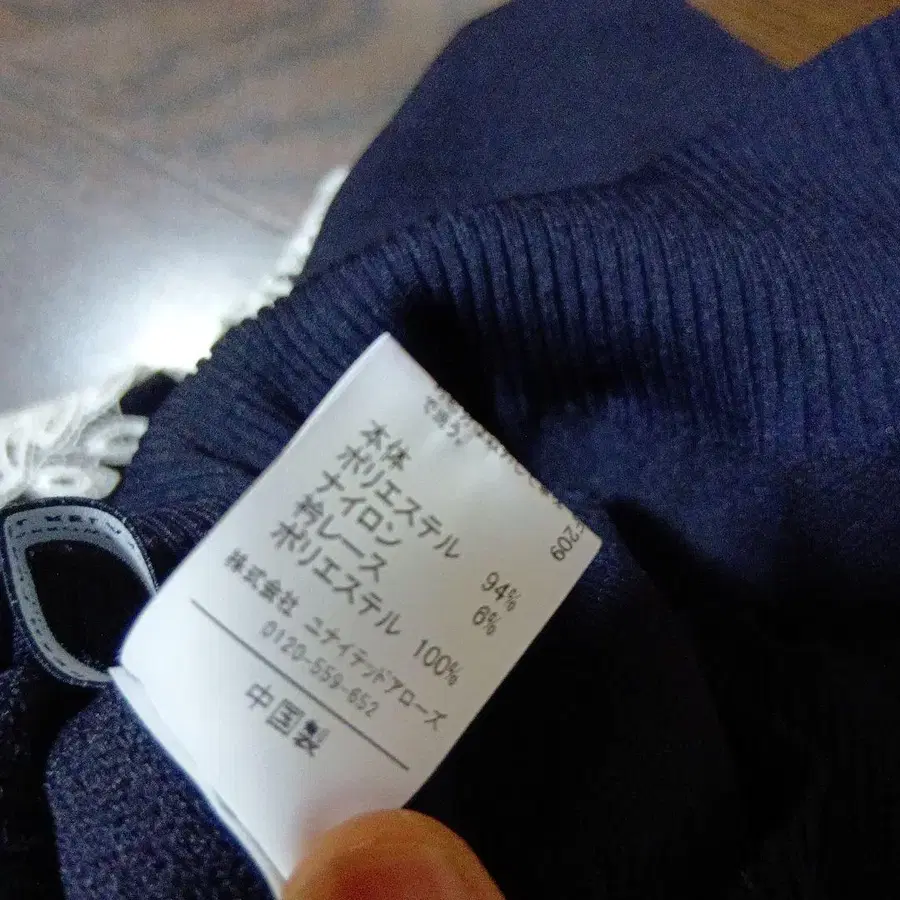 本体
ポリエステル 94%
ナイロン 6%
衿レース
ポリエステル 100%
株式会社 ユナイテッドアローズ
0120-559-652
中国製